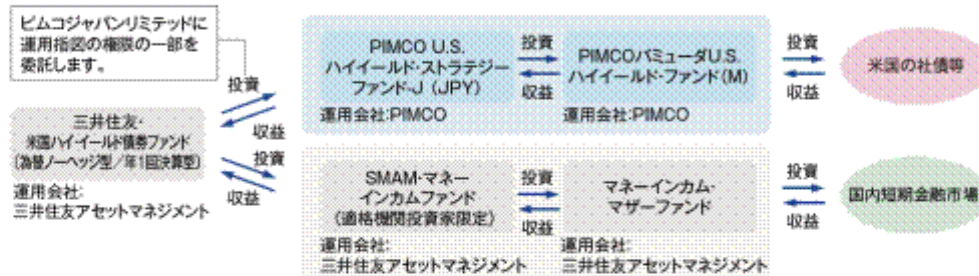 ピムコジャパンリミテッドに
運用指図の権限の一部を
委託します。
投資
収益
三井住友・
米国ハイ・イールド債券ファンド
(為替ノーヘッジ型/年1回決算型)
運用会社:
三井住友アセットマネジメント
投資
収益
PIMCO U.S.
ハイイールド・ストラテジー
ファンド-J (JPY)
運用会社:PIMCO
投資
収益
PIMCOバミューダU.S.
ハイイールド・ファンド(M)
運用会社:PIMCO
投資
収益
米国の社債等
SMAM・マネー
インカムファンド
(適格機関投資家限定)
運用会社:
三井住友アセットマネジメント
投資
収益
マネーインカム・
マザーファンド
運用会社:
三井住友アセットマネジメント
投資
収益
国内短期金融市場